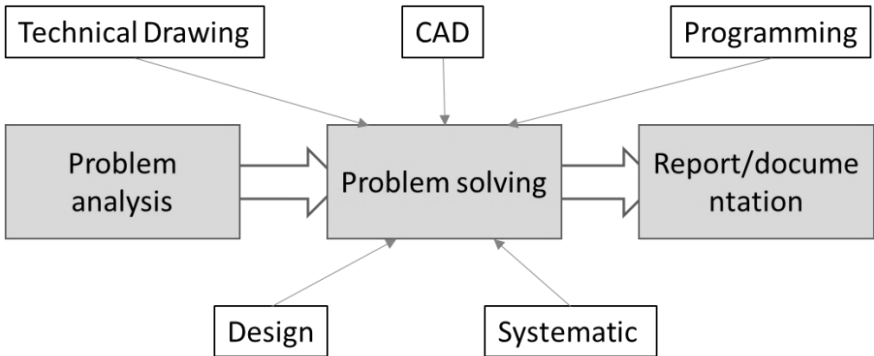 Technical Drawing
CAD
Programming
Problem
analysis
Problem solving
Report/docume
ntation
Design
Systematic